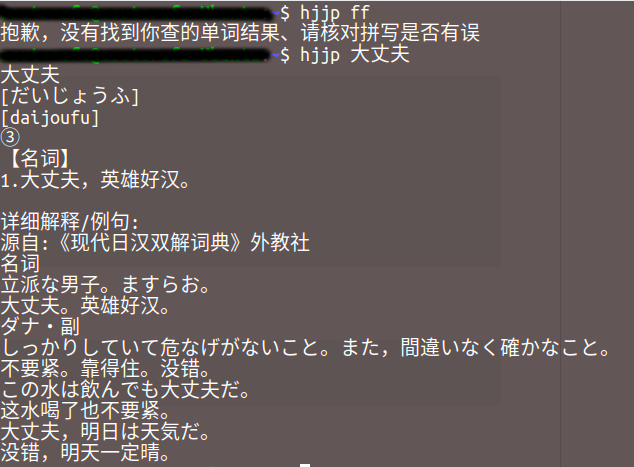 $ hjjp ff
抱歉，没有找到你查的单词结果、请核对拼写是否有误
~$ hjjp 大丈夫
大丈夫
[だいじょうふ]
[daijoufu]
③
【名词】
1.大丈夫，英雄好汉。
详细解释/例句:
源自:《现代日汉双解词典》外教社
名词
立派な男子。ますらお。
大丈夫。英雄好汉。
ダナ・副
しっかりしていて危なげがないこと。また，間違いなく確かなこと。
不要紧。靠得住。没错。
この水は飲んでも大丈夫だ。
这水喝了也不要紧。
大丈夫，明日は天気だ。
没错，明天一定晴。